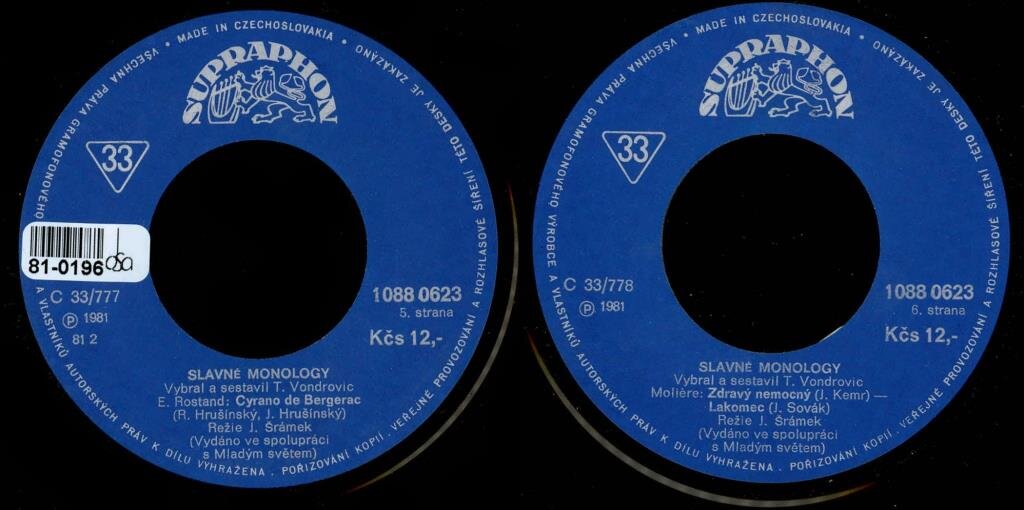 VŠECHNA PRÁVA GRAMOFONOVÉHO
A VLASTNÍKŮ AUTORSKÝCH PRÁV K DÍLU VYHRAŽENA . POŘIZOVÁNÍ KOPIÍ . VEŘEJNÉ PROVOZOVÁNÍ A ROZHLASOVÉ ŠÍŘENÍ TÉTO DESKY JE ZAKÁZÁNO
• MADE IN CZECHOSLOVAKIA •
SUPRAPHON
33
81-0196
osa
C 33/777
Ⓟ 1981
81 2
1088 0623
5. strana
Kčs 12,-
SLAVNÉ MONOLOGY
Vybral a sestavil T. Vondrovic
E. Rostand: Cyrano de Bergerac
(R. Hrušínský, J. Hrušínský)
Režie J. Šrámek
(Vydáno ve spolupráci
s Mladým světem)
VŠECHNA PRÁVA GRAMOFONOVÉHO VÝROBCE A VLASTNÍKŮ AUTORSKÝCH PRÁV K DÍLU VYHRAŽENA . POŘIZOVÁNÍ KOPIÍ . VEŘEJNÉ PROVOZOVÁNÍ A ROZHLASOVÉ ŠÍŘENÍ TÉTO DESKY JE ZAKÁZÁNO
• MADE IN CZECHOSLOVAKIA •
SUPRAPHON
33
C 33/778
Ⓟ 1981
1088 0623
6. strana
Kčs 12,-
SLAVNÉ MONOLOGY
Vybral a sestavil T. Vondrovic
Molière: Zdravý nemocný (J. Kemr) —
Lakomec (J. Sovák)
Režie J. Šrámek
(Vydáno ve spolupráci
s Mladým světem)